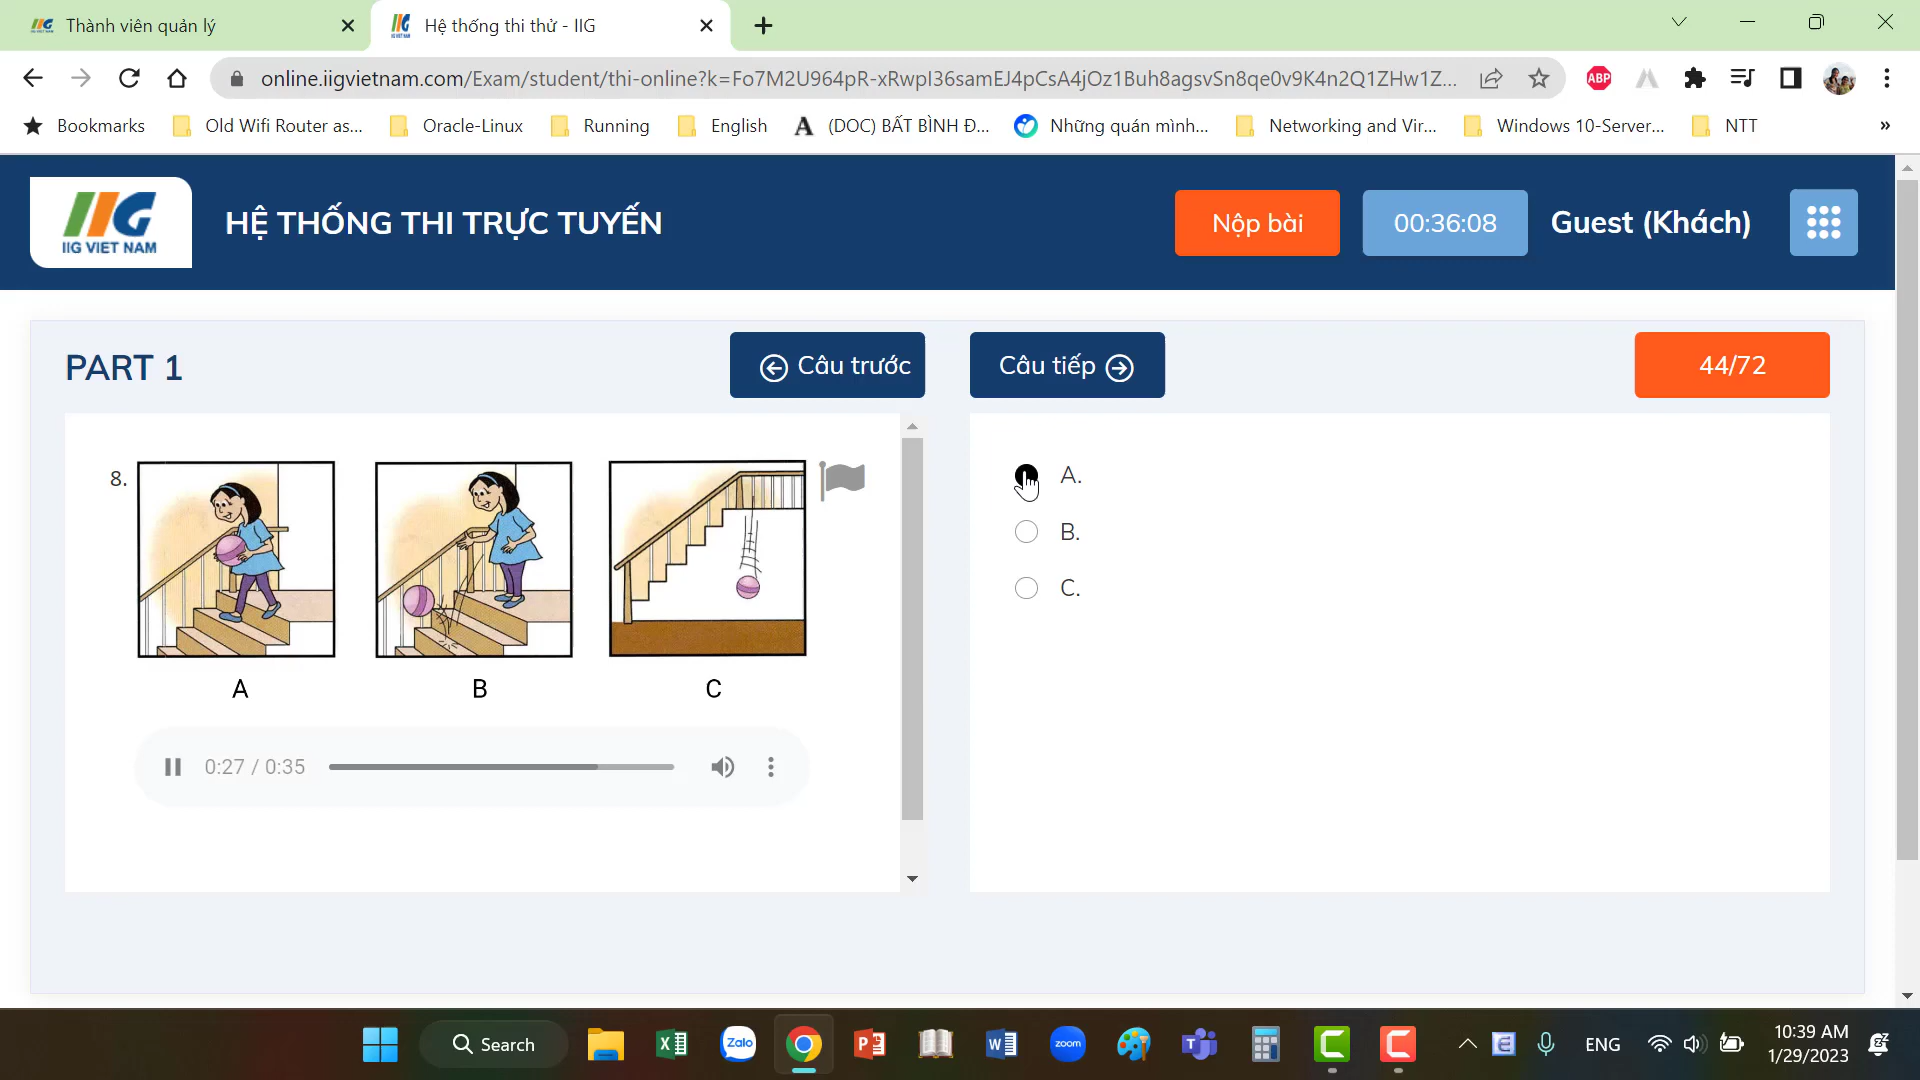 Thành viên quản lý
Hệ thống thi thử - IIG
online.iigvietnam.com/Exam/student/thi-online?k=Fo7M2U964pR-xRwpI36samEJ4pCsA4jOz1Buh8agsvSn8qe0v9K4n2Q1ZHw1Z...
ABP
Bookmarks
Old Wifi Router as...
Oracle-Linux
Running
English
(DOC) BẤT BÌNH Đ...
Những quán mình...
Networking and Vir...
Windows 10-Server...
NTT
»
IIG VIET NAM
HỆ THỐNG THI TRỰC TUYẾN
Nộp bài
00:36:08
Guest (Khách)
PART 1
Câu trước
Câu tiếp
44/72
8.
A
B
C
0:27 / 0:35
A.
B.
C.
Search
Zalo
zoom
ENG
10:39 AM
1/29/2023